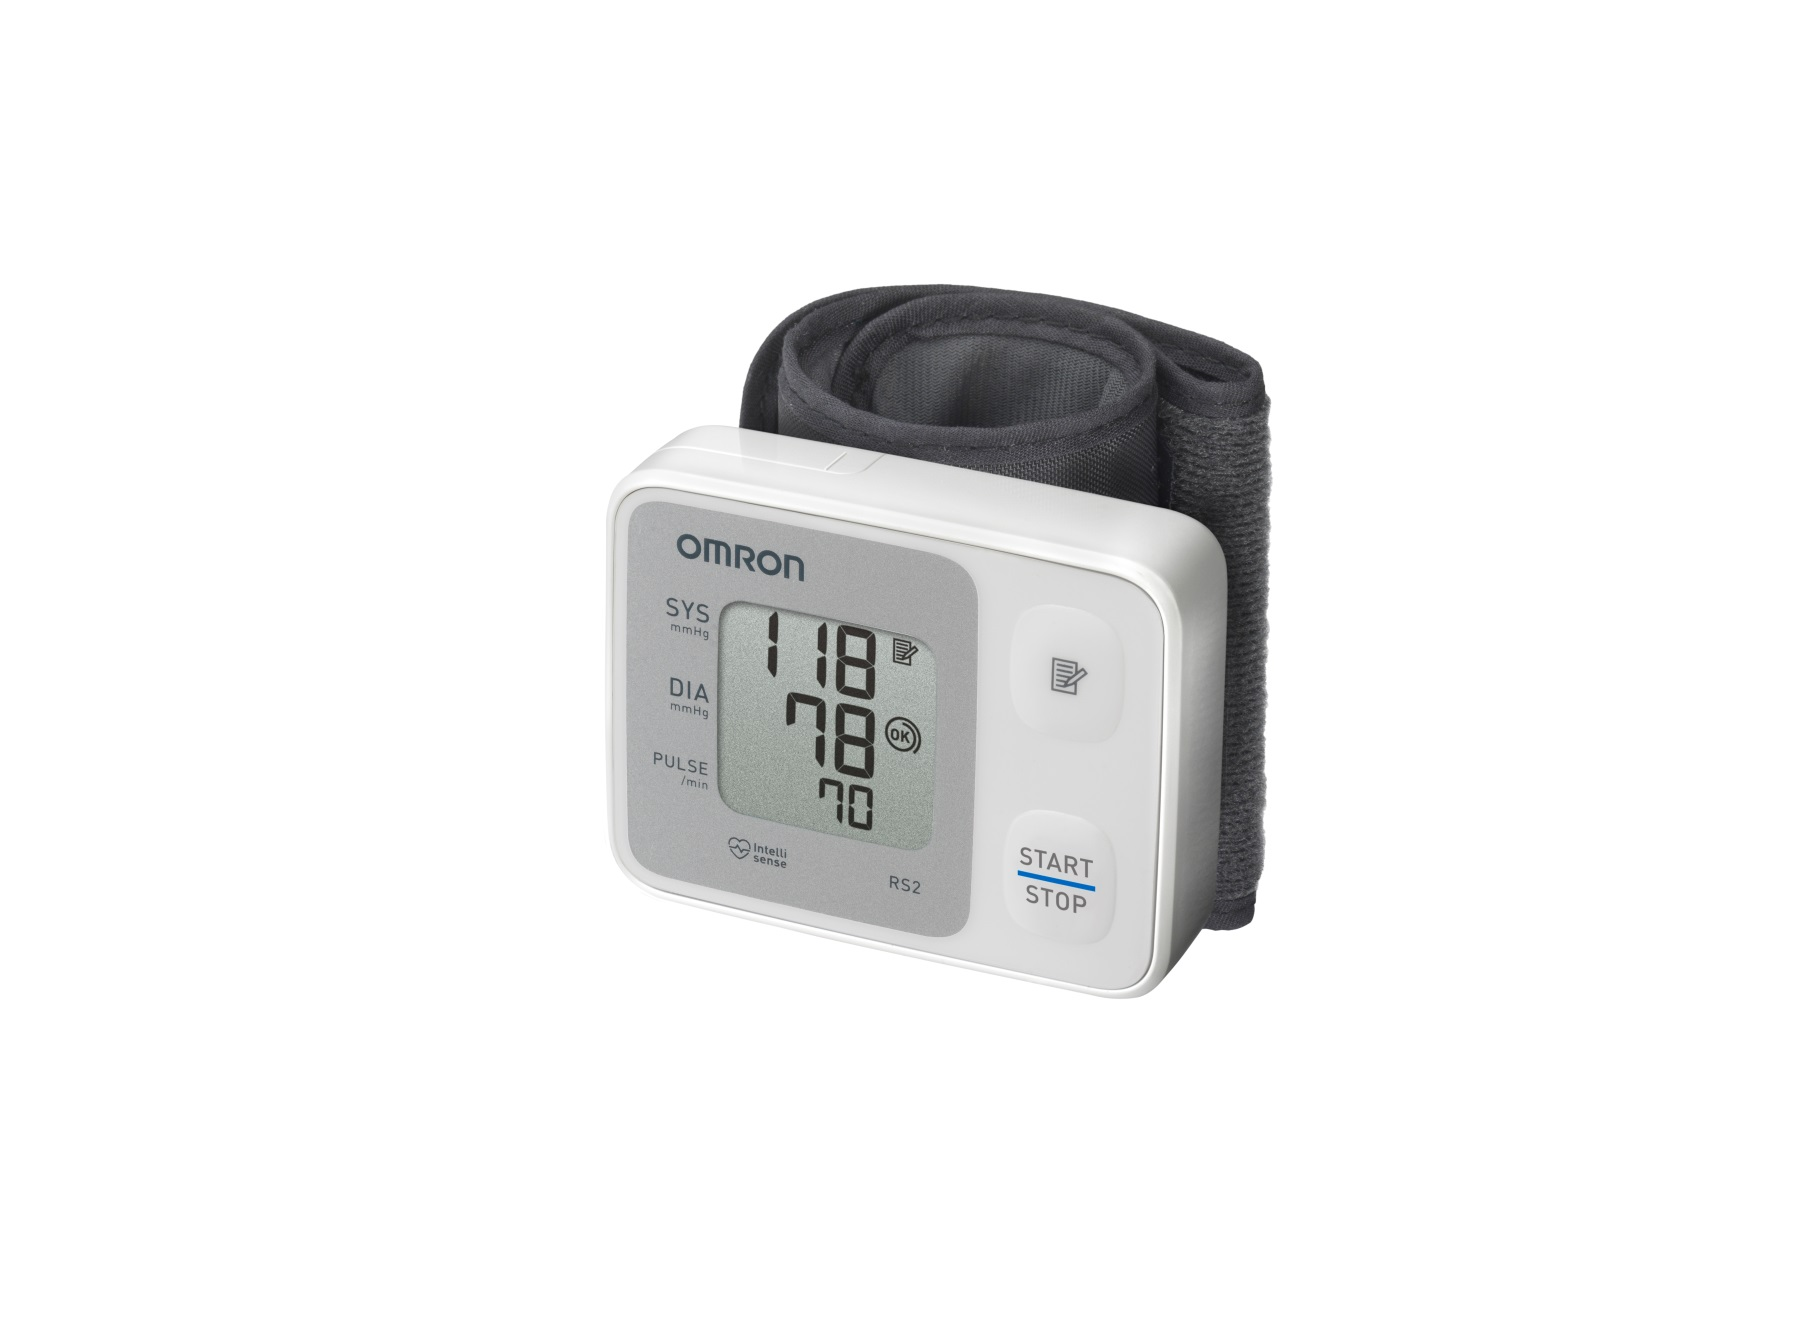 OMRON
SYS
mmHg
118
DIA
mmHg
78
OK
PULSE
/min
70
Intelli
sense
RS2
START
STOP